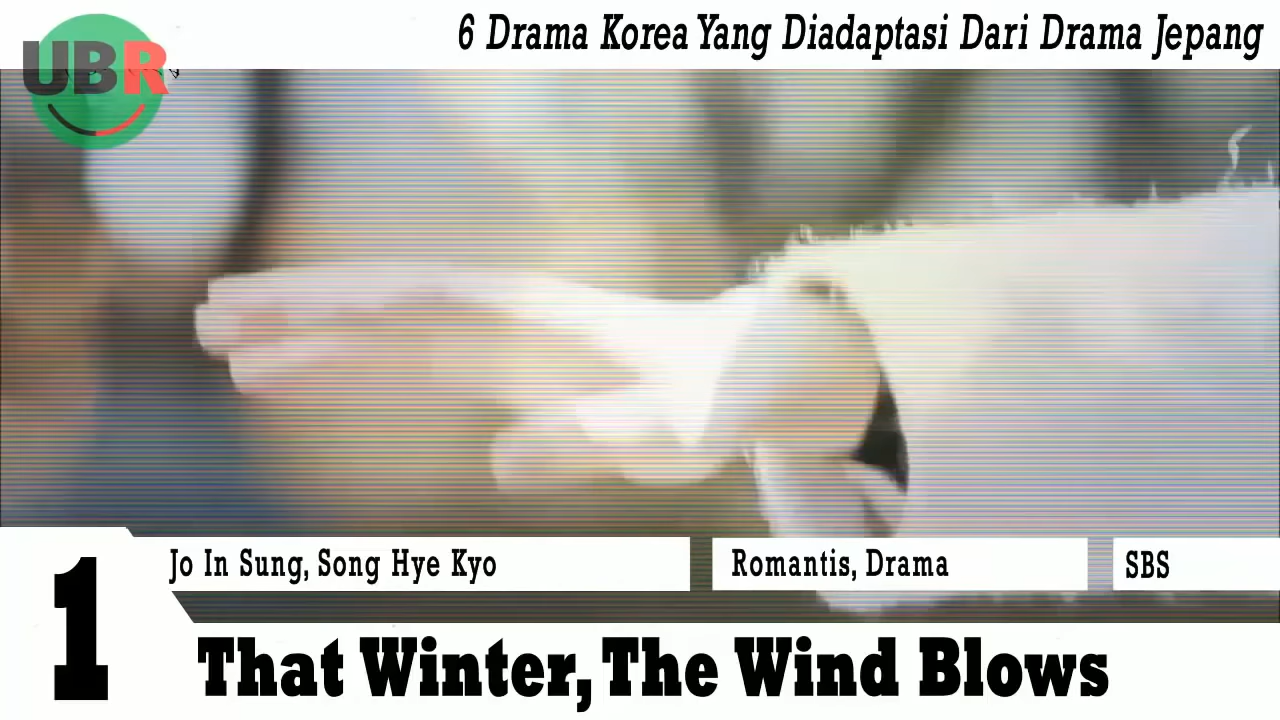 UBR
6 Drama Korea Yang Diadaptasi Dari Drama Jepang
Jo In Sung, Song Hye Kyo
Romantis, Drama
SBS
1
That Winter, The Wind Blows